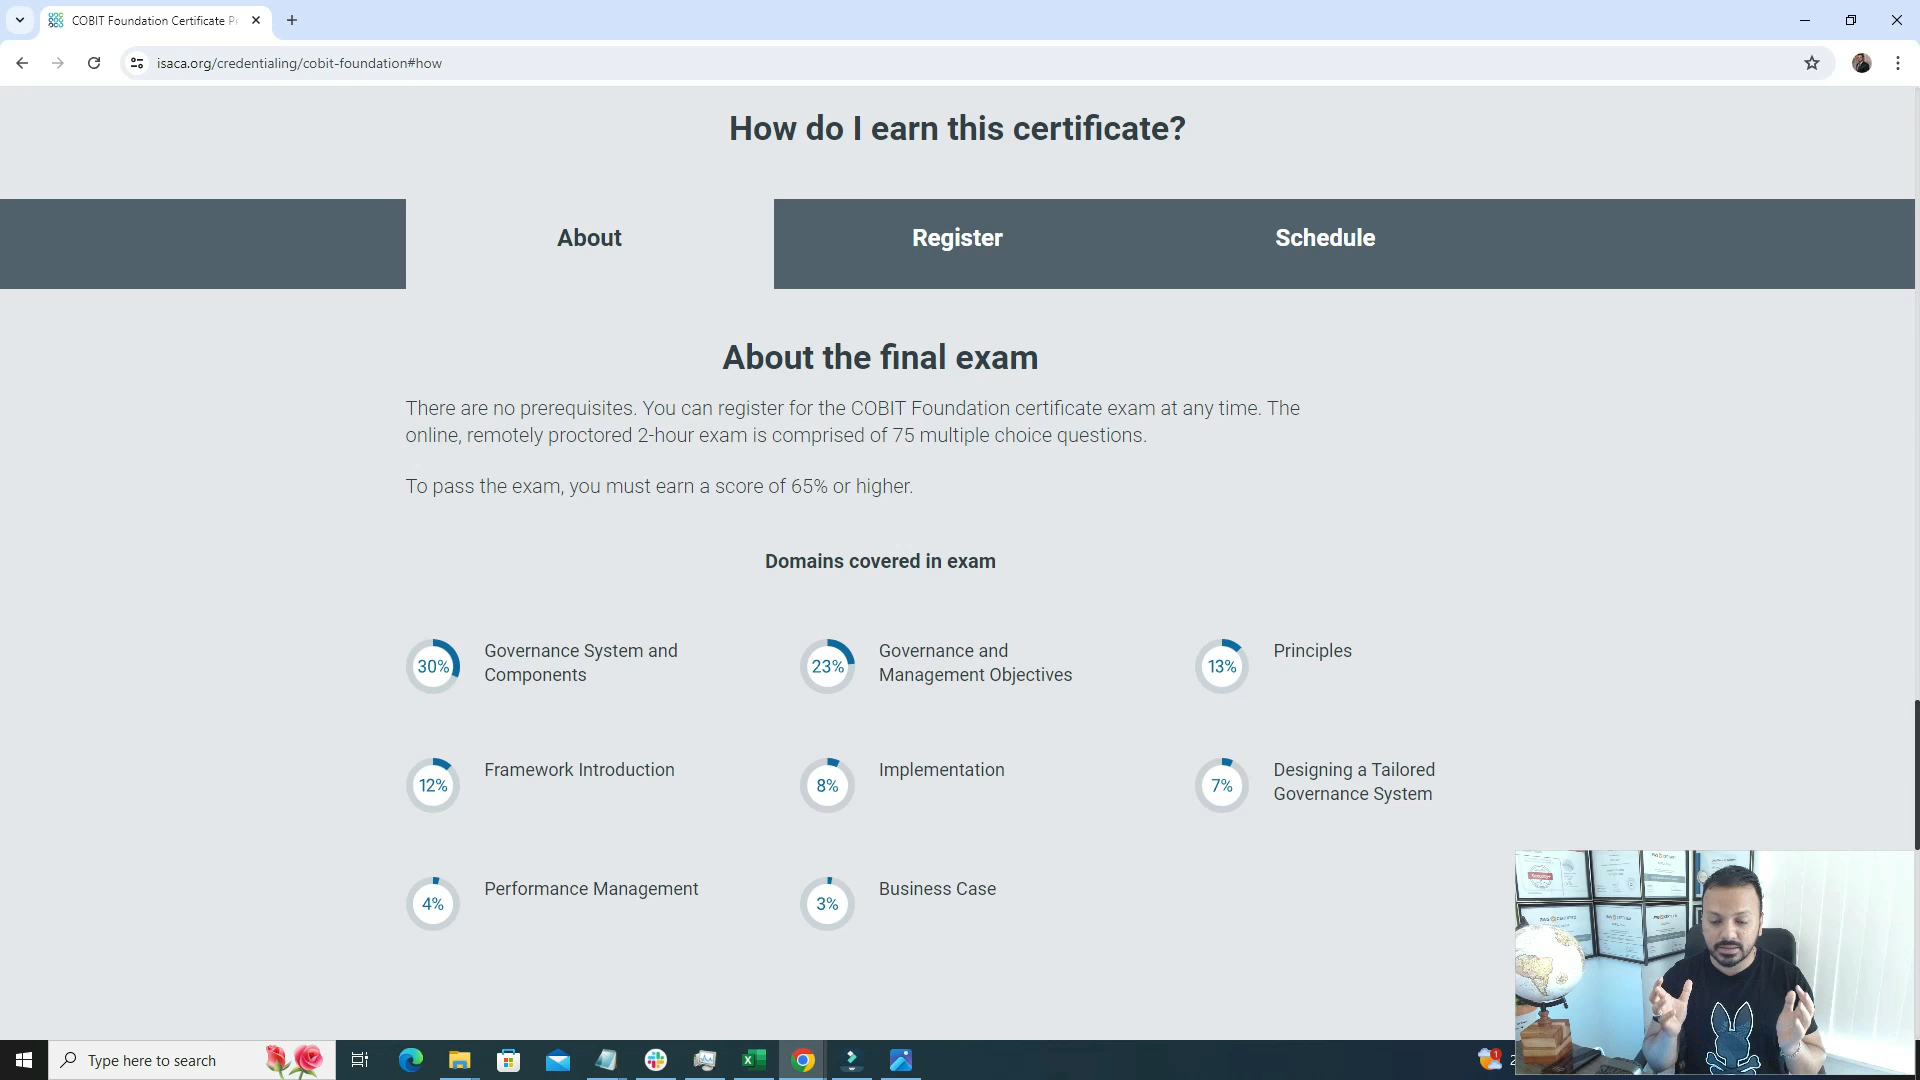 COBIT Foundation Certificate Pr
isaca.org/credentialing/cobit-foundation#how
How do I earn this certificate?
About
Register
Schedule
About the final exam
There are no prerequisites. You can register for the COBIT Foundation certificate exam at any time. The
online, remotely proctored 2-hour exam is comprised of 75 multiple choice questions.
To pass the exam, you must earn a score of 65% or higher.
Domains covered in exam
30%
Governance System and
Components
23%
Governance and
Management Objectives
13%
Principles
12%
Framework Introduction
8%
Implementation
7%
Designing a Tailored
Governance System
4%
Performance Management
3%
Business Case
Type here to search
1
2